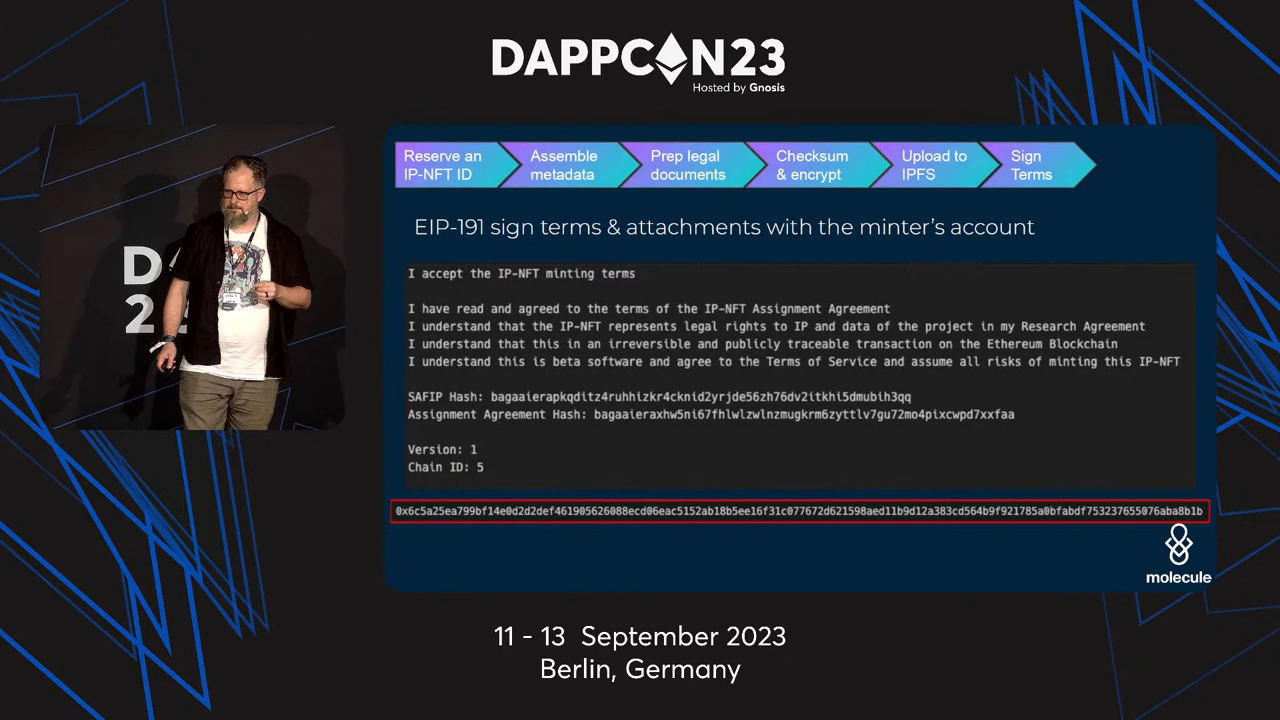 DAPPCON23
Hosted by Gnosis
Reserve an
IP-NFT ID
Assemble
metadata
Prep legal
documents
Checksum
& encrypt
Upload to
IPFS
Sign
Terms
EIP-191 sign terms & attachments with the minter's account
I accept the IP-NFT minting terms
I have read and agreed to the terms of the IP-NFT Assignment Agreement
I understand that the IP-NFT represents legal rights to IP and data of the project in my Research Agreement
I understand that this in an irreversible and publicly traceable transaction on the Ethereum Blockchain
I understand this is beta software and agree to the Terms of Service and assume all risks of minting this IP-NFT
SAFIP Hash: bagaaierapkqditz4ruhhizkr4cknid2yrjde56zh76dv2itkhi5dmubih3qq
Assignment Agreement Hash: bagaaieraxhw5ni67fhlwlzwlnzmugkrm6zyttlv7gu72mo4pixcwpd7xxfaa
Version: 1
Chain ID: 5
0x6c5a25ea799bf14e0d2d2def461905626088ecd06eac5152ab18b5ee16f31c077672d621598aed11b9d12a383cd564b9f921785a0bfabdf753237655076aba8b1b
molecule
11 - 13 September 2023
Berlin, Germany